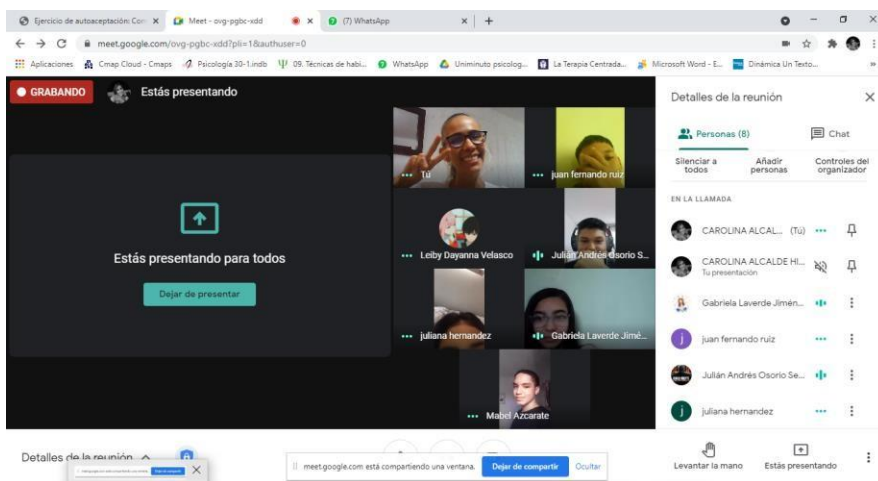 Ejercicio de autoaceptación: Con
Meet - ovg-pgbc-xdd
(7) WhatsApp
meet.google.com/ovg-pgbc-xdd?pli=1&authuser=0
Aplicaciones
Cmap Cloud - Cmaps
Psicología 30-1.indb
09. Técnicas de habi...
WhatsApp
Uniminuto psicolog...
La Terapia Centrada...
Microsoft Word - E...
Dinámica Un Texto...
GRABANDO
Estás presentando
Estás presentando para todos
Dejar de presentar
Tú
juan fernando ruiz
Leiby Dayanna Velasco
Julián Andrés Osorio S...
juliana hernandez
Gabriela Laverde Jimé...
Mabel Azcarate
Detalles de la reunión
Personas (8)
Chat
Silenciar a todos
Añadir personas
Controles del organizador
EN LA LLAMADA
CAROLINA ALCAL... (Tú)
CAROLINA ALCALDE HI...
Tu presentación
Gabriela Laverde Jimén...
j
juan fernando ruiz
Julián Andrés Osorio Se...
j
juliana hernandez
Detalles de la reunión
meet.google.com está compartiendo una ventana.
Dejar de compartir
Ocultar
Levantar la mano
Estás presentando